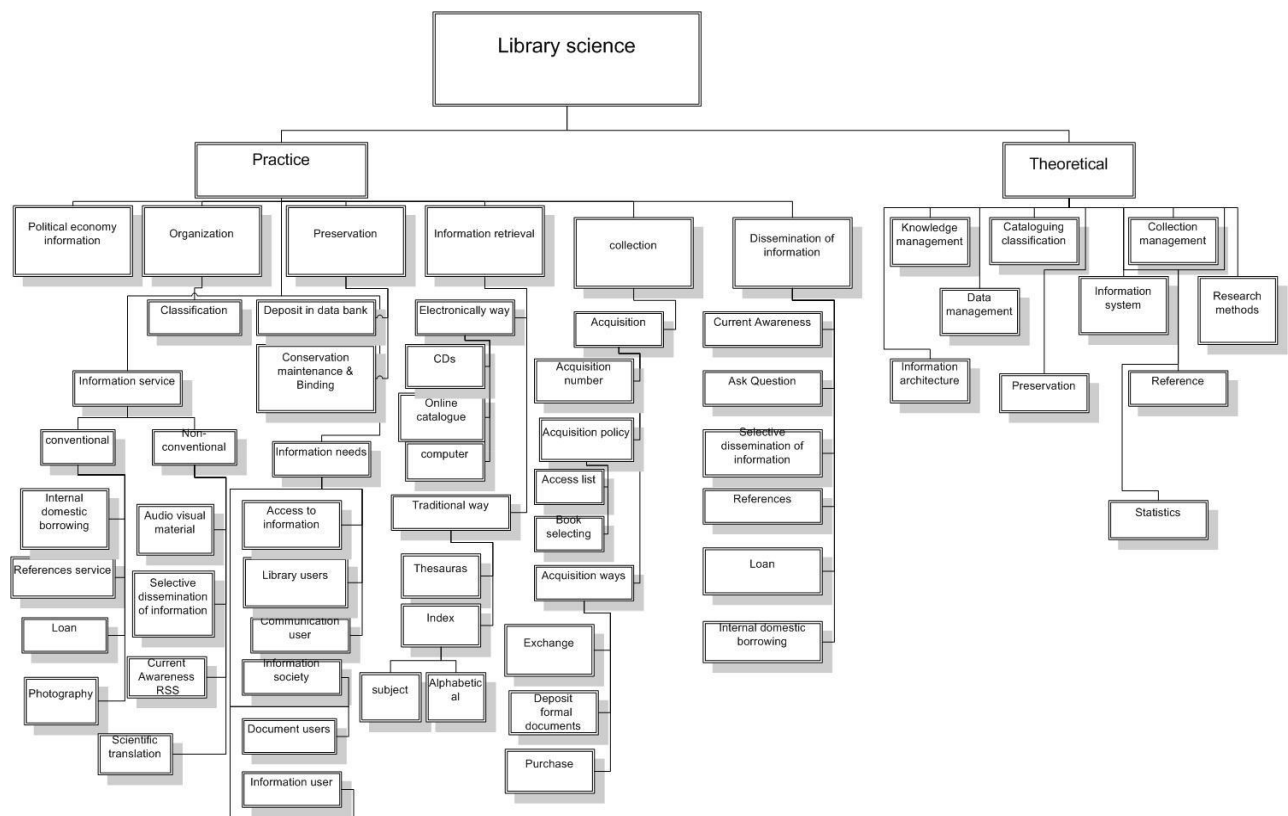 Library science
Practice
Theoretical
Political economy
information
Organization
Preservation
Information retrieval
collection
Dissemination of
information
Knowledge
management
Cataloguing
classification
Collection
management
Data
management
Information
system
Research
methods
Information
architecture
Preservation
Reference
Statistics
Classification
Deposit in data bank
Conservation
maintenance &
Binding
Electronically way
CDs
Online
catalogue
computer
Traditional way
Thesauras
Index
subject
Alphabetic
al
Acquisition
Acquisition
number
Acquisition policy
Access list
Book
selecting
Acquisition ways
Exchange
Deposit
formal
documents
Purchase
Current Awareness
Ask Question
Selective
dissemination of
information
References
Loan
Internal domestic
borrowing
Information service
conventional
Non-
conventional
Internal
domestic
borrowing
References service
Loan
Photography
Audio visual
material
Selective
dissemination
of information
Current
Awareness
RSS
Scientific
translation
Information needs
Access to
information
Library users
Communication
user
Information
society
Document users
Information user